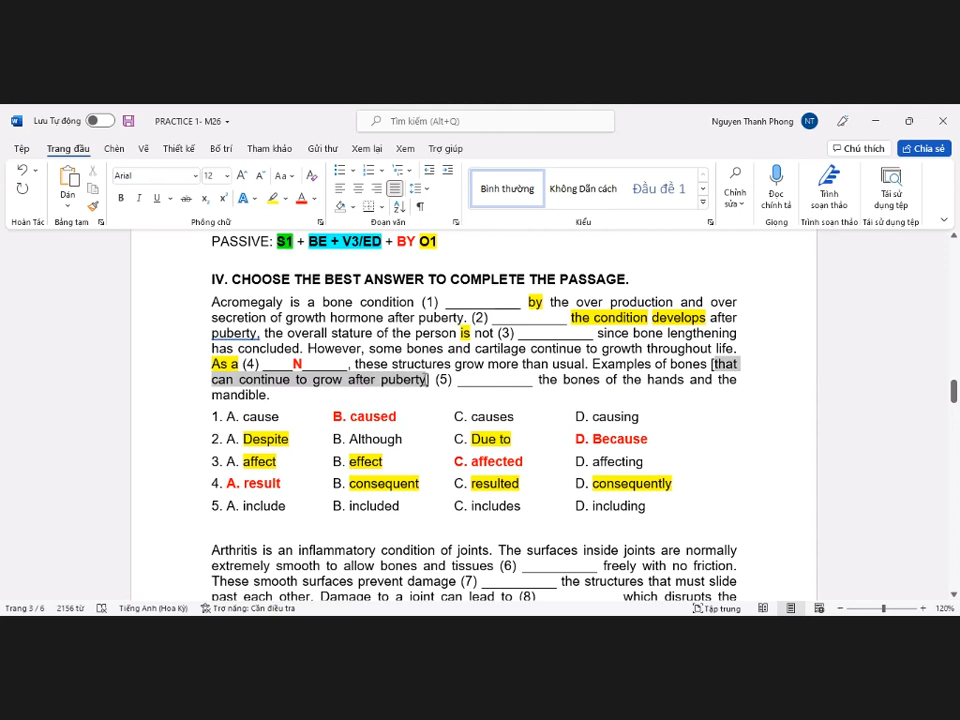 Lưu Tự động PRACTICE 1- M26 Tìm kiếm (Alt+Q) Nguyen Thanh Phong NT
Tệp Trang đầu Chèn Vẽ Thiết kế Bố trí Tham khảo Gửi thư Xem lại Xem Trợ giúp Chú thích Chia sẻ
Dán Arial 12 Bình thường Không Dãn cách Đầu đề 1 Chỉnh sửa Đọc chính tả Trình soạn thảo Tái sử dụng tệp
Hoàn Tác Bảng tạm Phông chữ Đoạn văn Kiểu Giọng Trình soạn thảo Tái sử dụng tệp
PASSIVE: S1 + BE + V3/ED + BY O1
IV. CHOOSE THE BEST ANSWER TO COMPLETE THE PASSAGE.
Acromegaly is a bone condition (1) __________ by the over production and over
secretion of growth hormone after puberty. (2) __________ the condition develops after
puberty, the overall stature of the person is not (3) __________ since bone lengthening
has concluded. However, some bones and cartilage continue to growth throughout life.
As a (4) ____N______, these structures grow more than usual. Examples of bones [that
can continue to grow after puberty] (5) __________ the bones of the hands and the
mandible.
1. A. cause B. caused C. causes D. causing
2. A. Despite B. Although C. Due to D. Because
3. A. affect B. effect C. affected D. affecting
4. A. result B. consequent C. resulted D. consequently
5. A. include B. included C. includes D. including
Arthritis is an inflammatory condition of joints. The surfaces inside joints are normally
extremely smooth to allow bones and tissues (6) __________ freely with no friction.
These smooth surfaces prevent damage (7) __________ the structures that must slide
past each other. Damage to a joint can lead to (8) __________ which disrupts the
Trang 3 / 6 2156 từ Tiếng Anh (Hoa Kỳ) Trợ năng: Cần điều tra Tập trung 120%